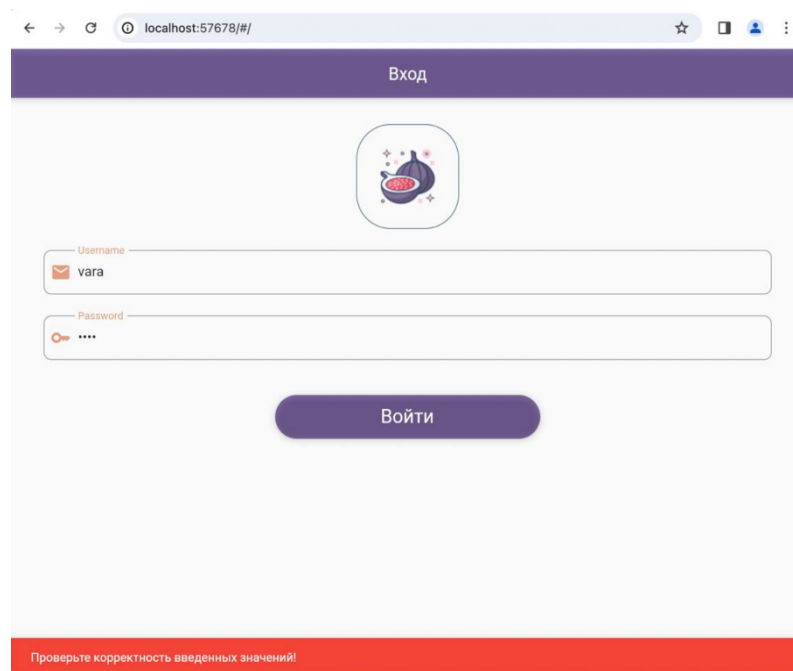 localhost:57678/#/
Вход
Username
vara
Password
••••
Войти
Проверьте корректность введенных значений!